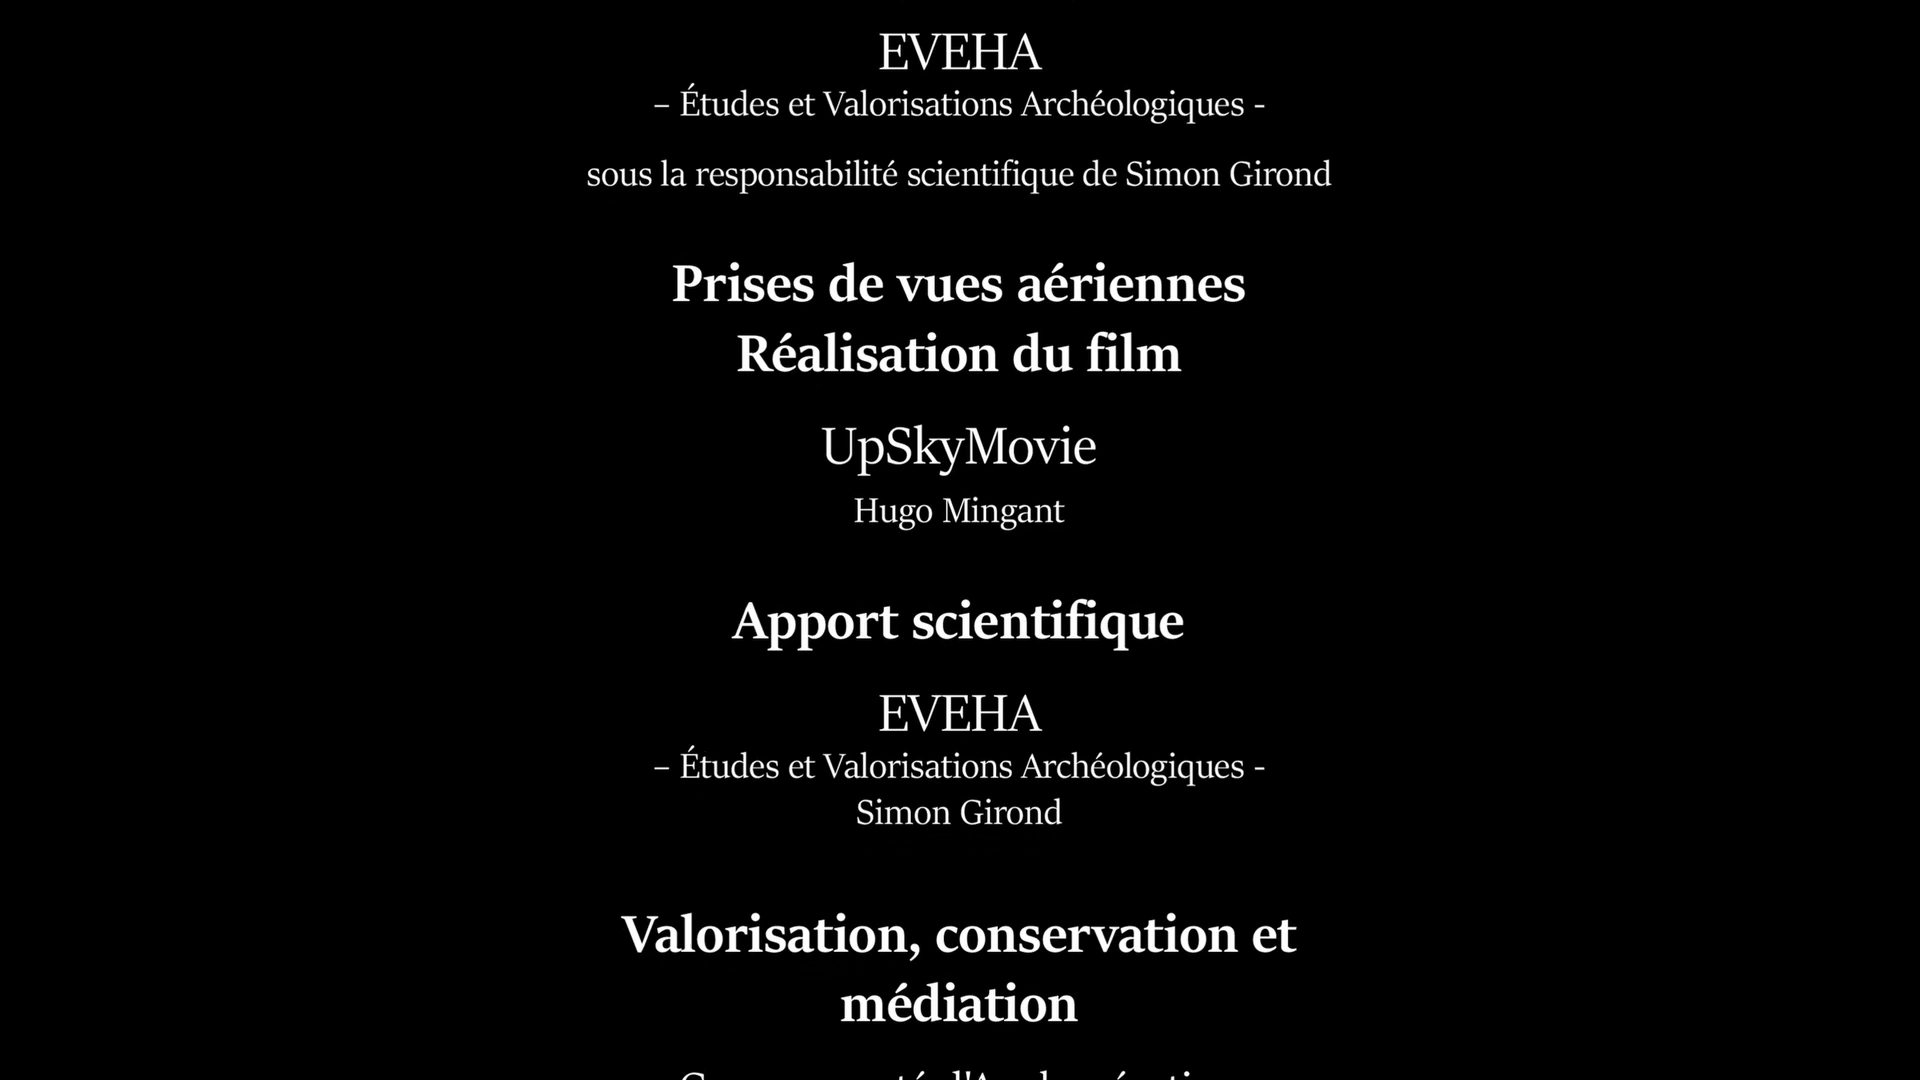 EVEHA
– Études et Valorisations Archéologiques -
sous la responsabilité scientifique de Simon Girond
Prises de vues aériennes
Réalisation du film
UpSkyMovie
Hugo Mingant
Apport scientifique
EVEHA
– Études et Valorisations Archéologiques -
Simon Girond
Valorisation, conservation et
médiation